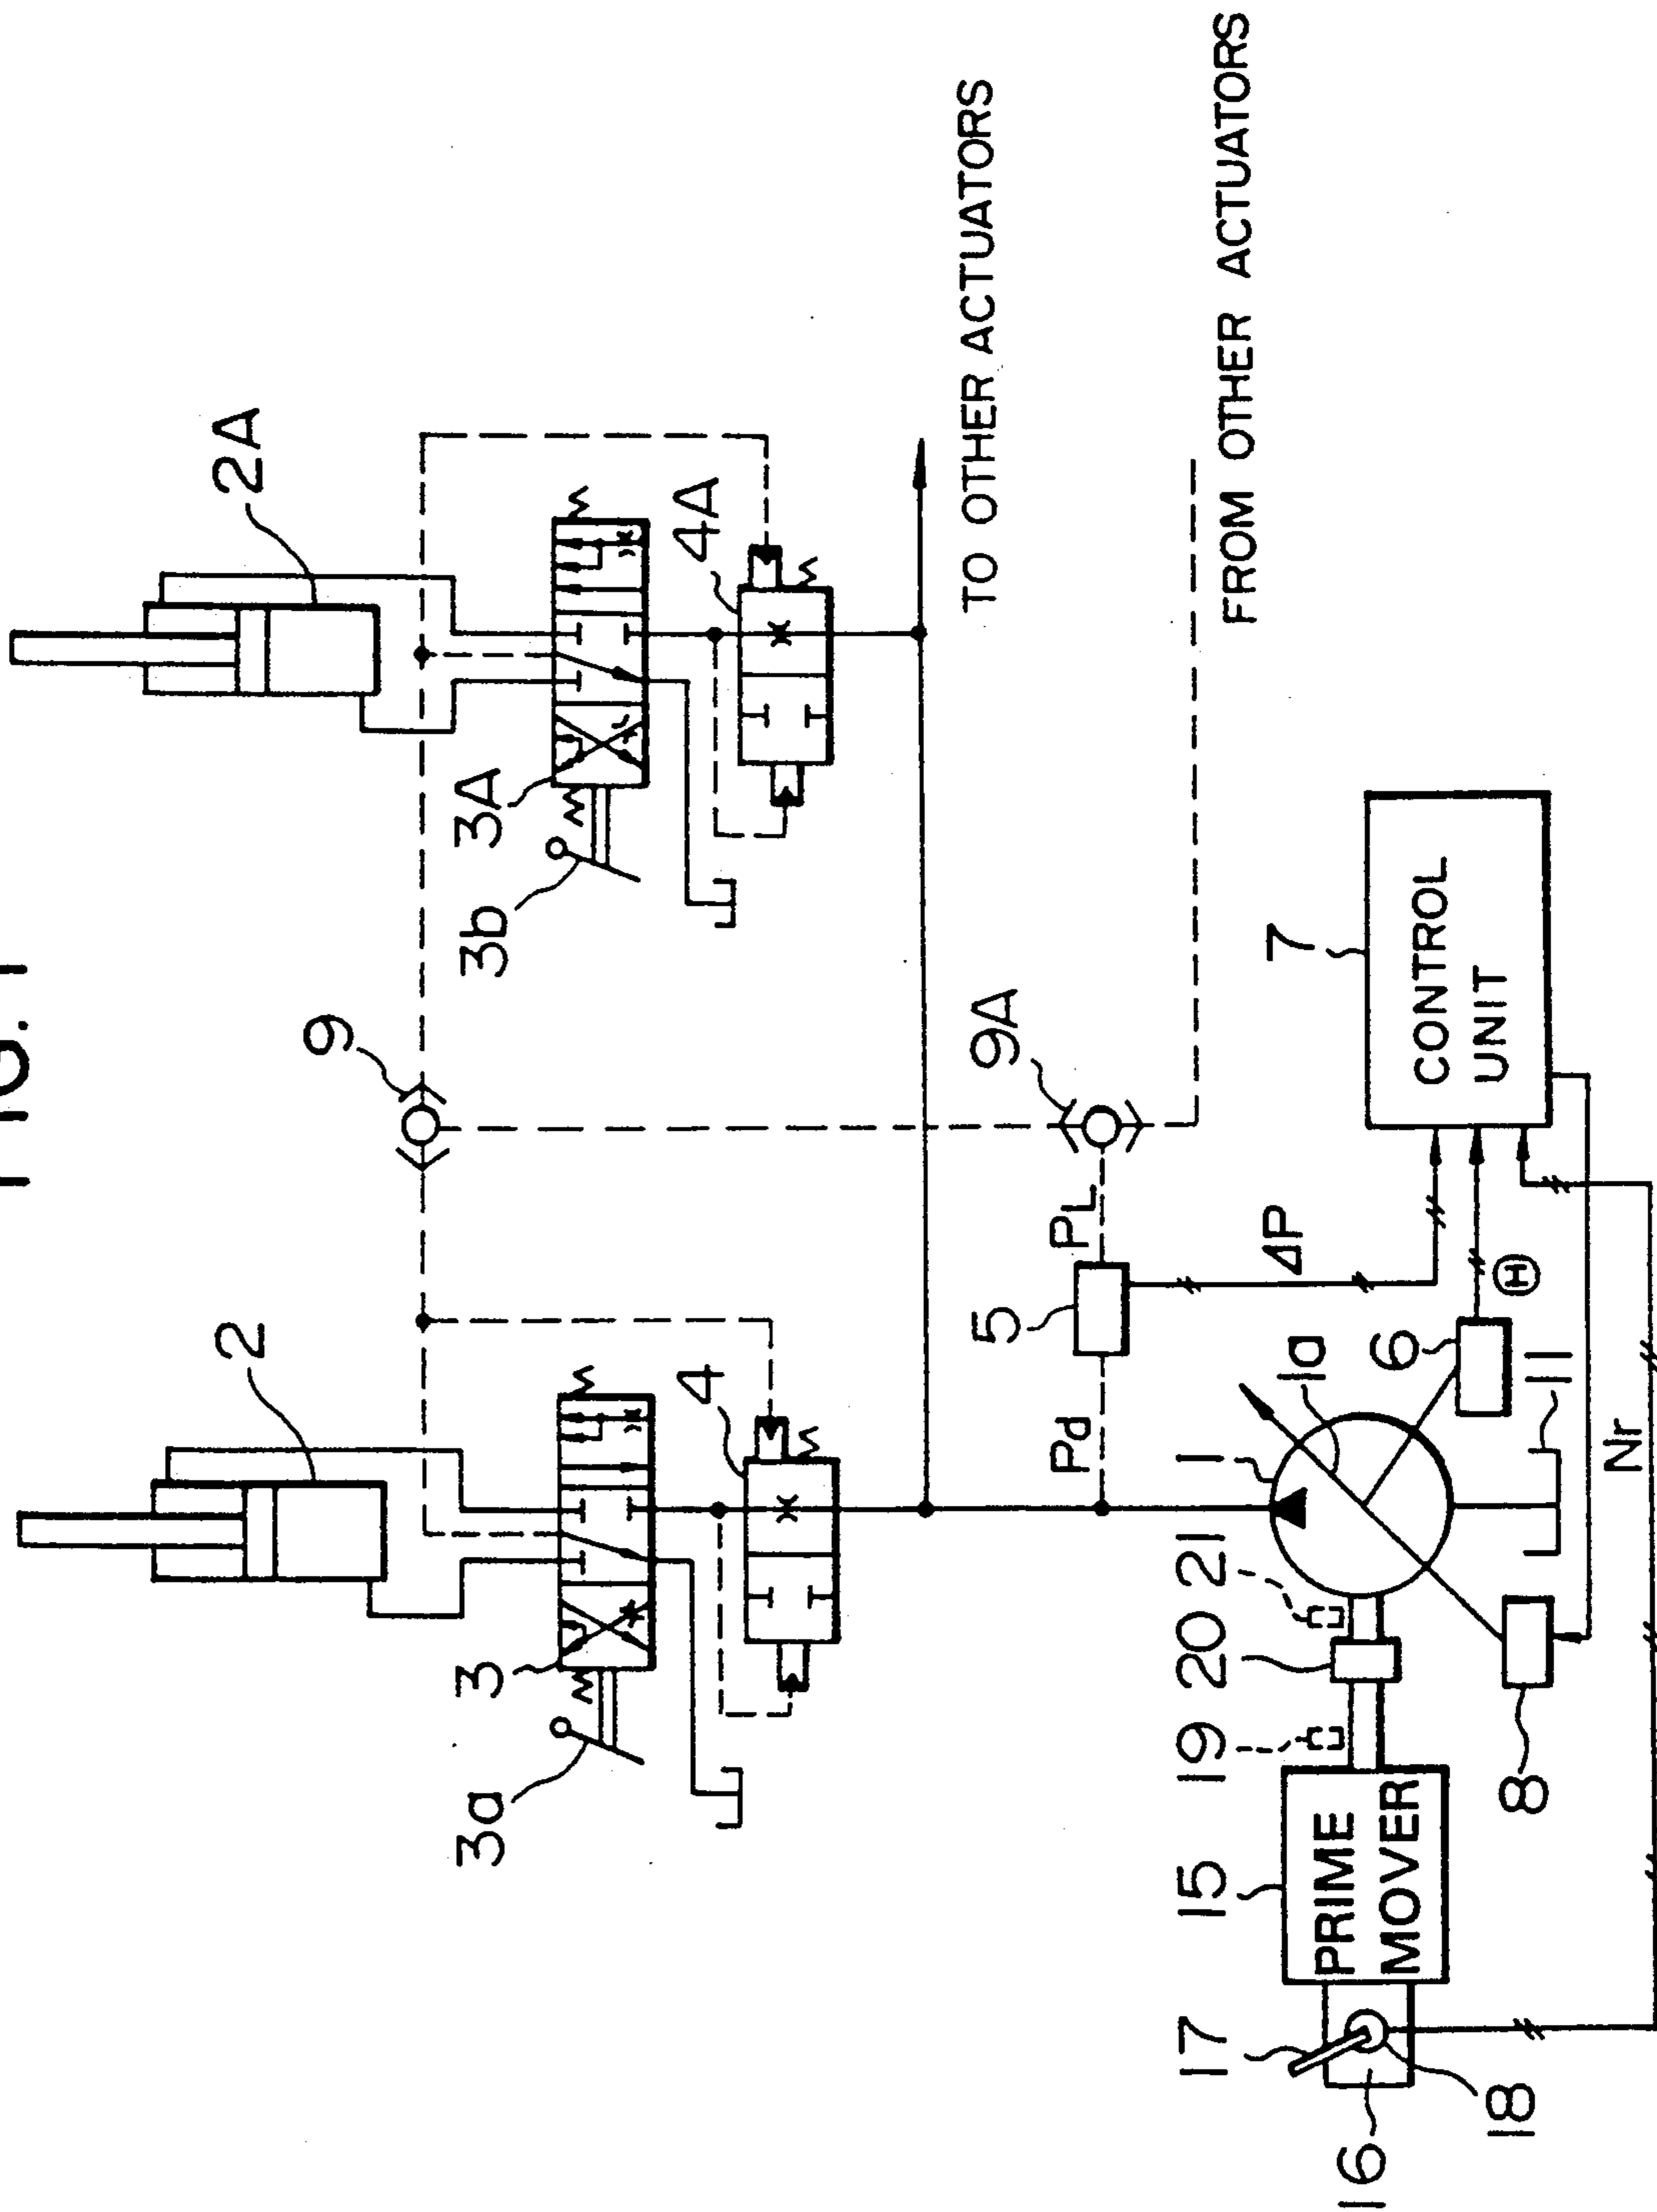 FIG. 1
2
2A
9
3
3A
3a
3b
4
4A
TO OTHER ACTUATORS
9A
5
PL
Pd
FROM OTHER ACTUATORS
17
15
19
20
21
1
ΔP
7
1a
PRIME
MOVER
16
6
CONTROL
UNIT
18
8
Θ
11
Nr